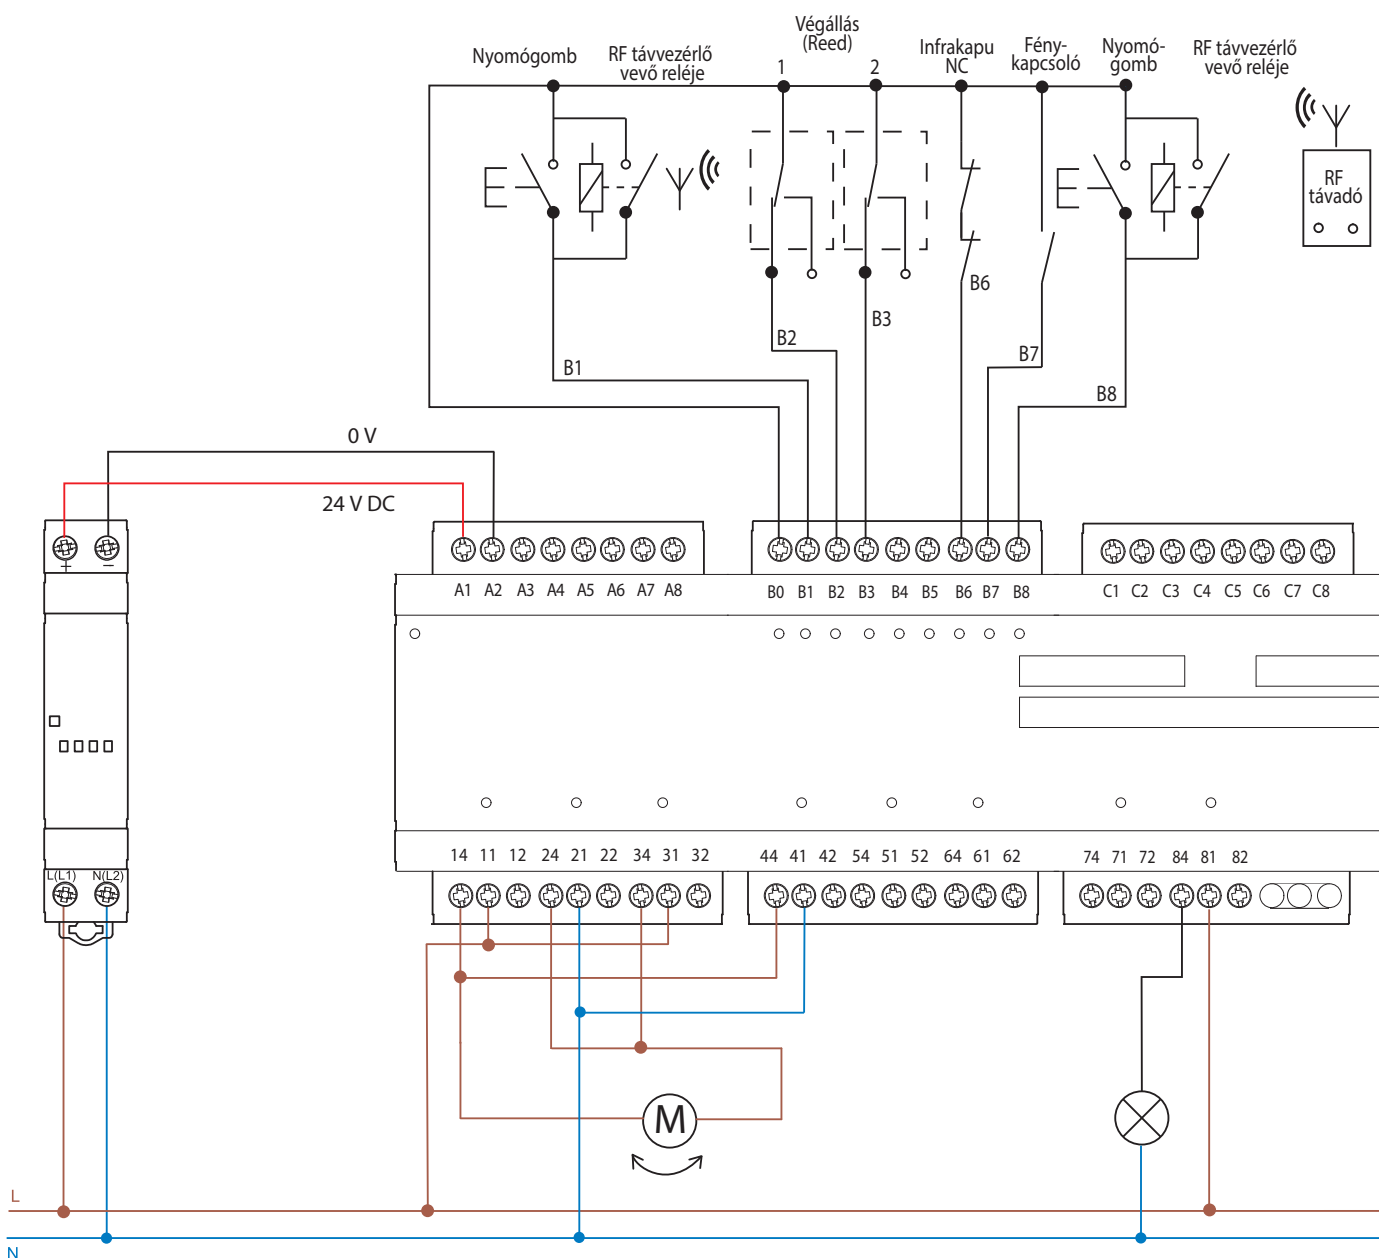 Nyomógomb
RF távvezérlő
vevő reléje
Végállás
(Reed)
1
2
Infrakapu
NC
Fény-
kapcsoló
Nyomó-
gomb
RF távvezérlő
vevő reléje
RF
távadó
B1
B2
B3
B6
B7
B8
0 V
24 V DC
+
–
A1 A2 A3 A4 A5 A6 A7 A8
B0 B1 B2 B3 B4 B5 B6 B7 B8
C1 C2 C3 C4 C5 C6 C7 C8
14 11 12 24 21 22 34 31 32
44 41 42 54 51 52 64 61 62
74 71 72 84 81 82
L(L1) N(L2)
M
L
N